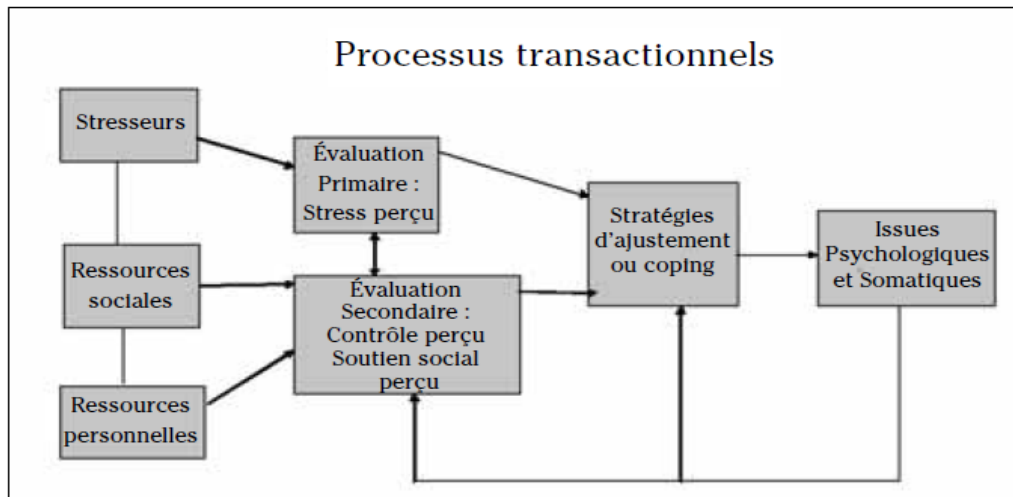 Processus transactionnels
Stresseurs
Évaluation
Primaire :
Stress perçu
Stratégies
d'ajustement
ou coping
Issues
Psychologiques
et Somatiques
Ressources
sociales
Évaluation
Secondaire :
Contrôle perçu
Soutien social
perçu
Ressources
personnelles